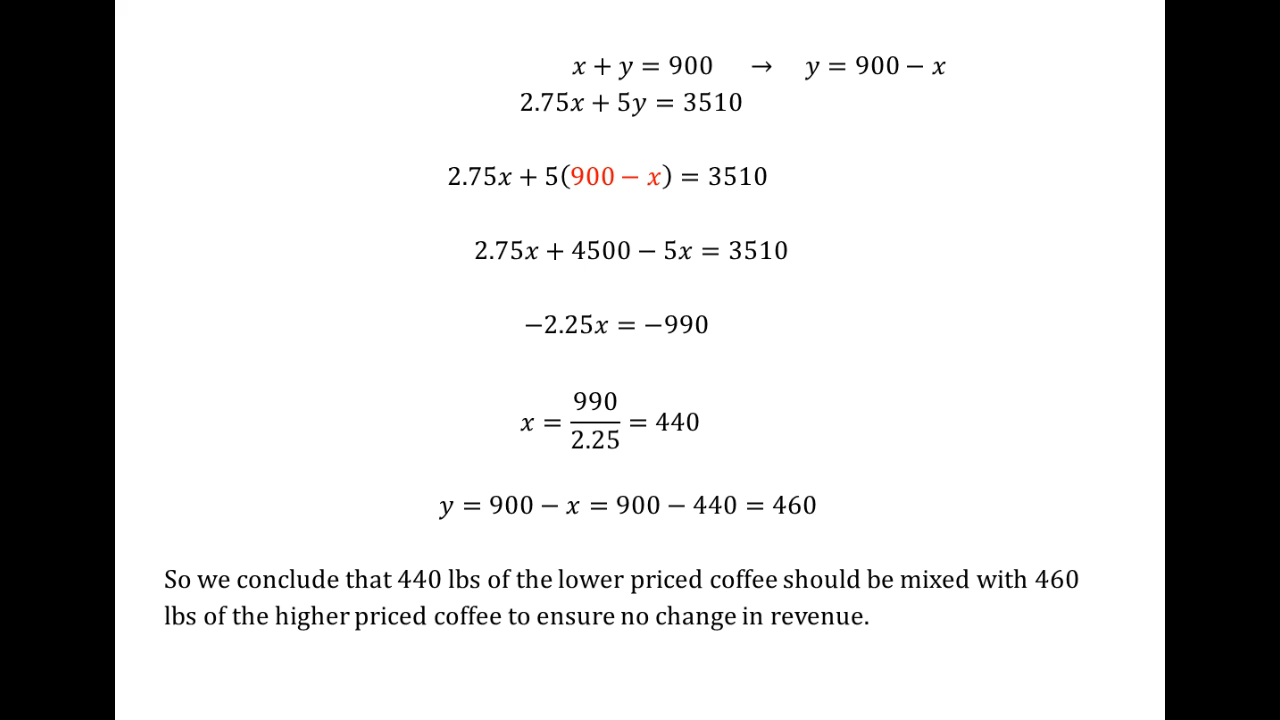 x + y = 900 → y = 900 − x
2.75x + 5y = 3510
2.75x + 5(900 − x) = 3510
2.75x + 4500 − 5x = 3510
−2.25x = −990
x = 990/2.25 = 440
y = 900 − x = 900 − 440 = 460
So we conclude that 440 lbs of the lower priced coffee should be mixed with 460
lbs of the higher priced coffee to ensure no change in revenue.